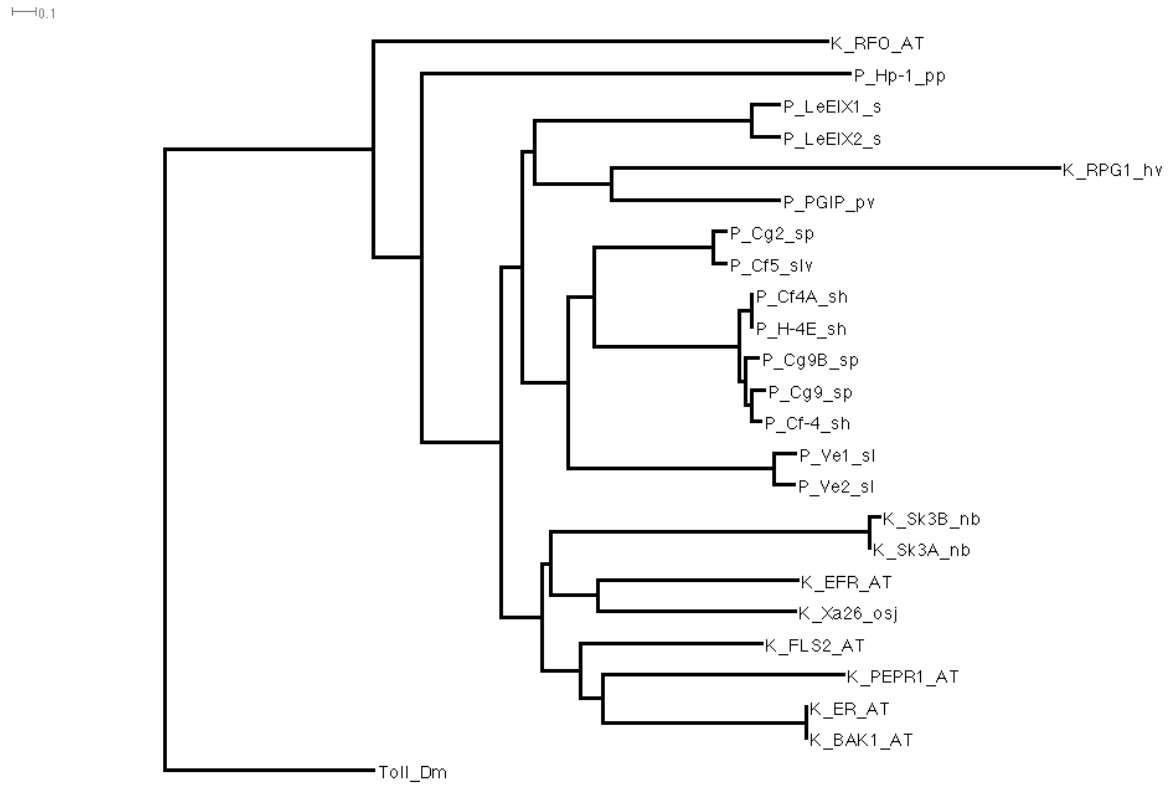 0.1
K_RFO_AT
P_Hp-1_pp
P_LeEIX1_s
P_LeEIX2_s
K_RPG1_hv
P_PGIP_pv
P_Cg2_sp
P_Cf5_slv
P_Cf4A_sh
P_H-4E_sh
P_Cg9B_sp
P_Cg9_sp
P_Cf-4_sh
P_Ve1_sl
P_Ve2_sl
K_Sk3B_nb
K_Sk3A_nb
K_EFR_AT
K_Xa26_osj
K_FLS2_AT
K_PEPR1_AT
K_ER_AT
K_BAK1_AT
Toll_Dm